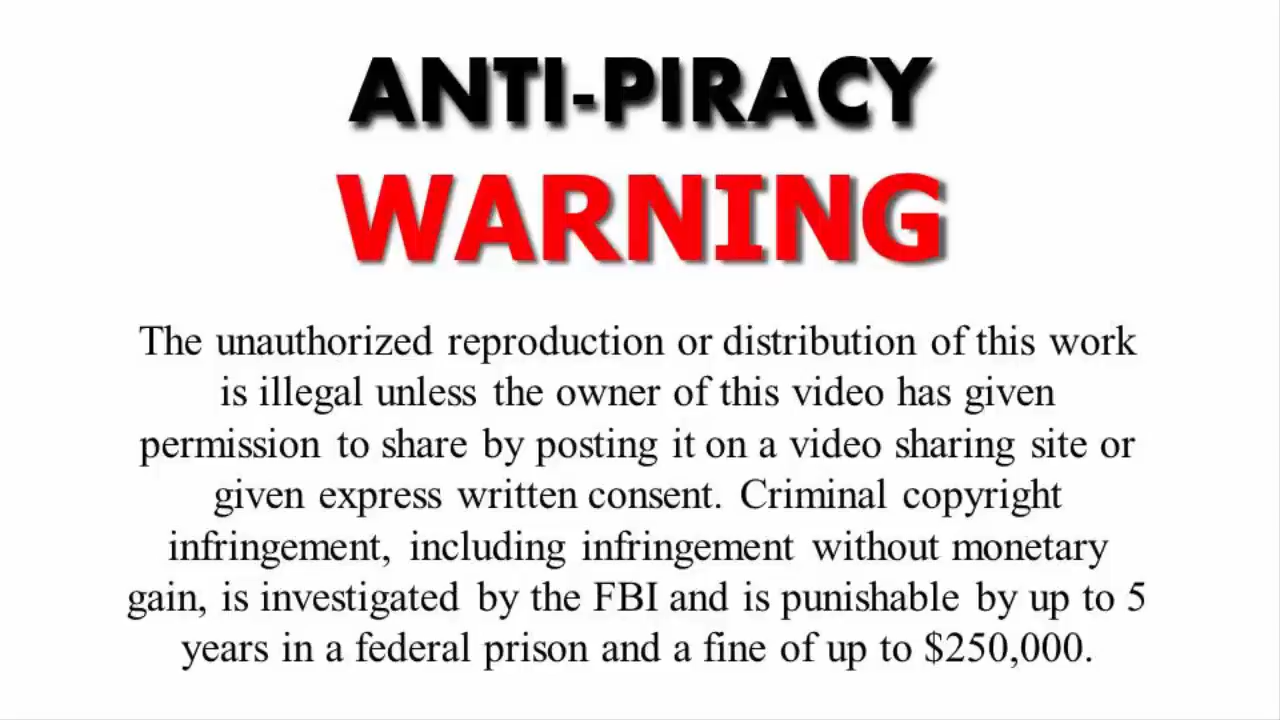 ANTI-PIRACY
WARNING
The unauthorized reproduction or distribution of this work
is illegal unless the owner of this video has given
permission to share by posting it on a video sharing site or
given express written consent. Criminal copyright
infringement, including infringement without monetary
gain, is investigated by the FBI and is punishable by up to 5
years in a federal prison and a fine of up to $250,000.